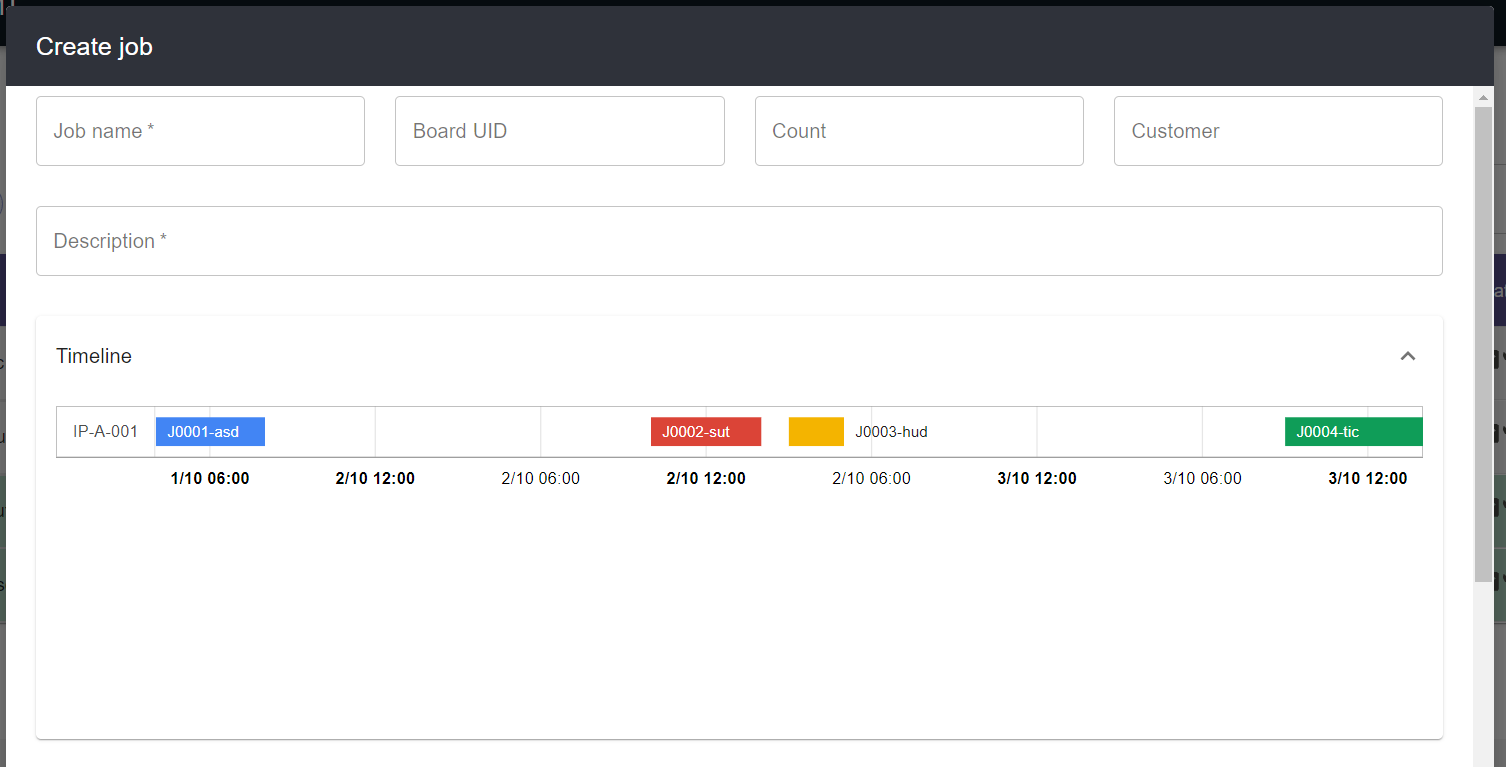 Create job
Job name *
Board UID
Count
Customer
Description *
Timeline
IP-A-001
J0001-asd
J0002-sut
J0003-hud
J0004-tic
1/10 06:00
2/10 12:00
2/10 06:00
2/10 12:00
2/10 06:00
3/10 12:00
3/10 06:00
3/10 12:00